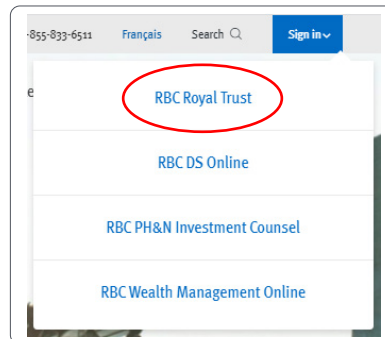 -855-833-6511 Français Search Sign in
e
RBC Royal Trust
RBC DS Online
RBC PH&N Investment Counsel
RBC Wealth Management Online